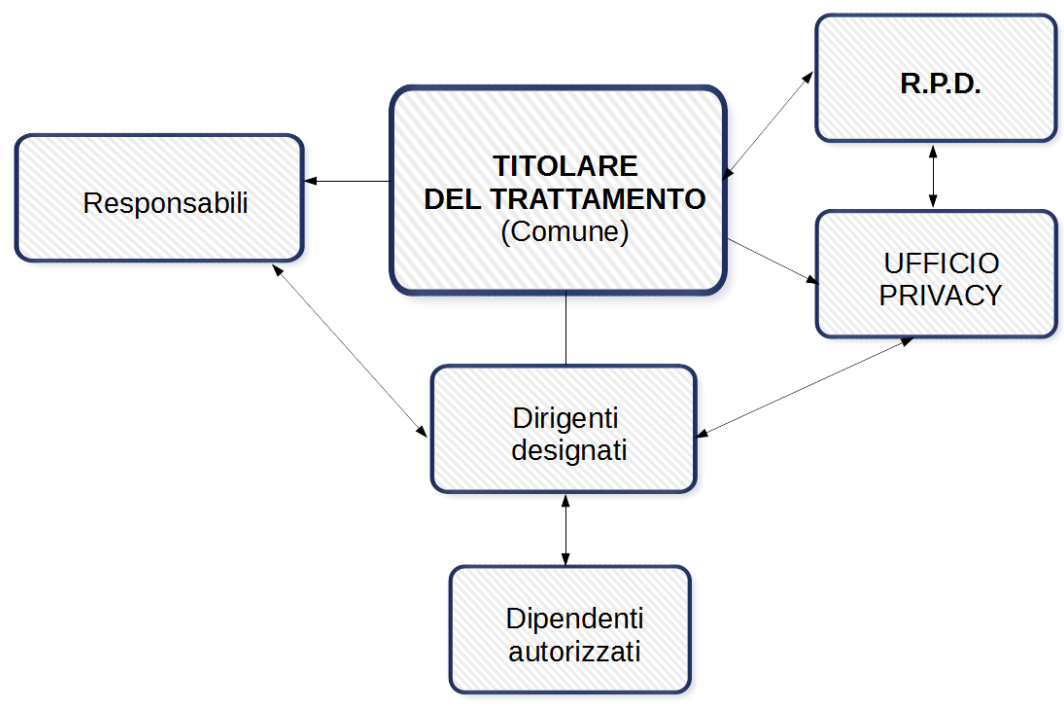 R.P.D.
TITOLARE
DEL TRATTAMENTO
(Comune)
Responsabili
UFFICIO
PRIVACY
Dirigenti
designati
Dipendenti
autorizzati